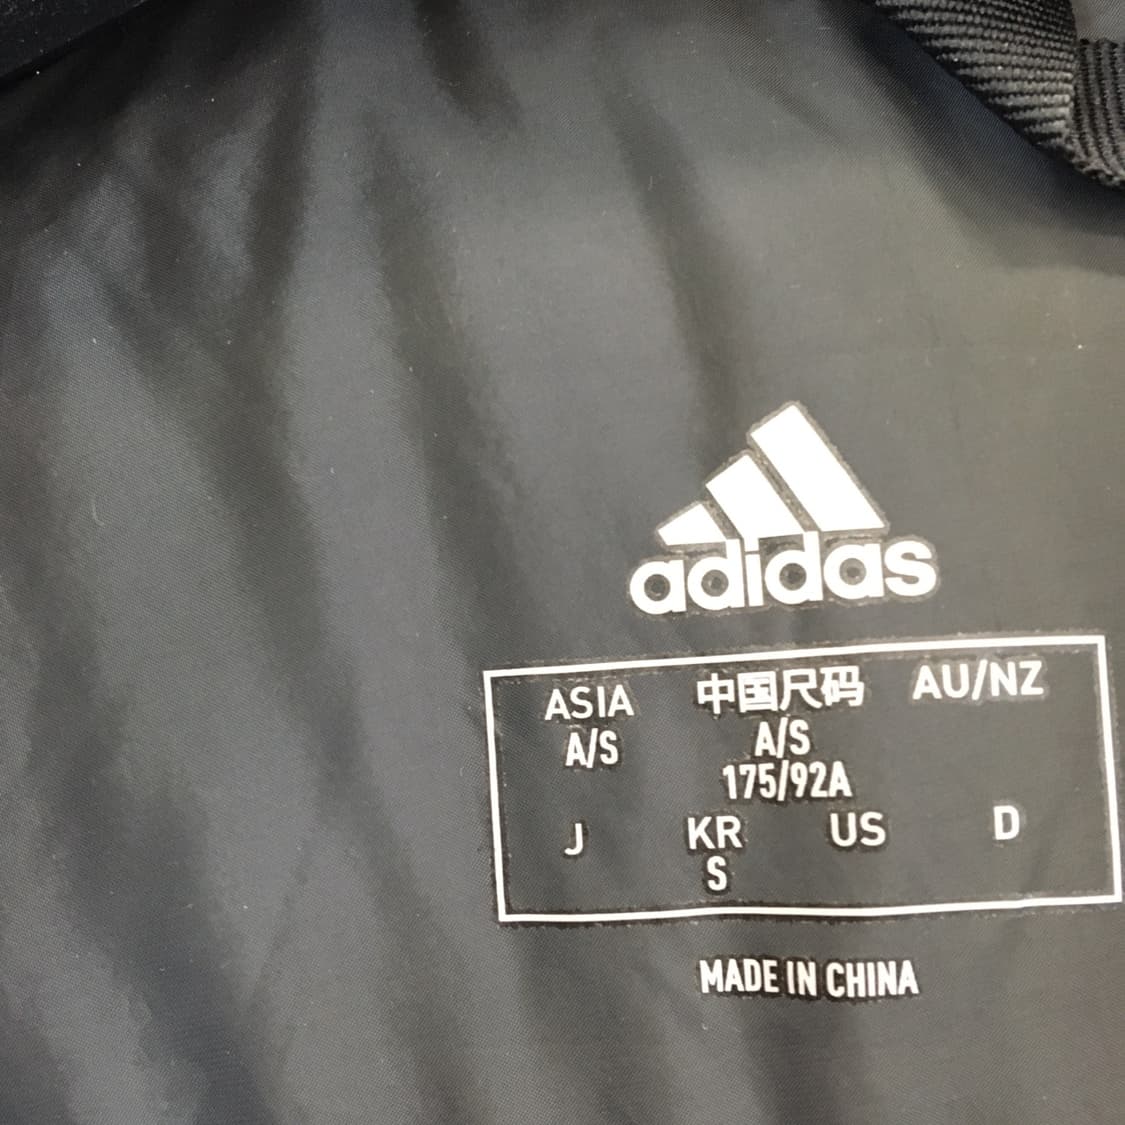 adidas
ASIA 中国尺码 AU/NZ
A/S A/S
175/92A
J KR US D
S
MADE IN CHINA